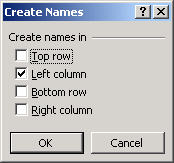 Create Names
Create names in
Top row
Left column
Bottom row
Right column
OK Cancel